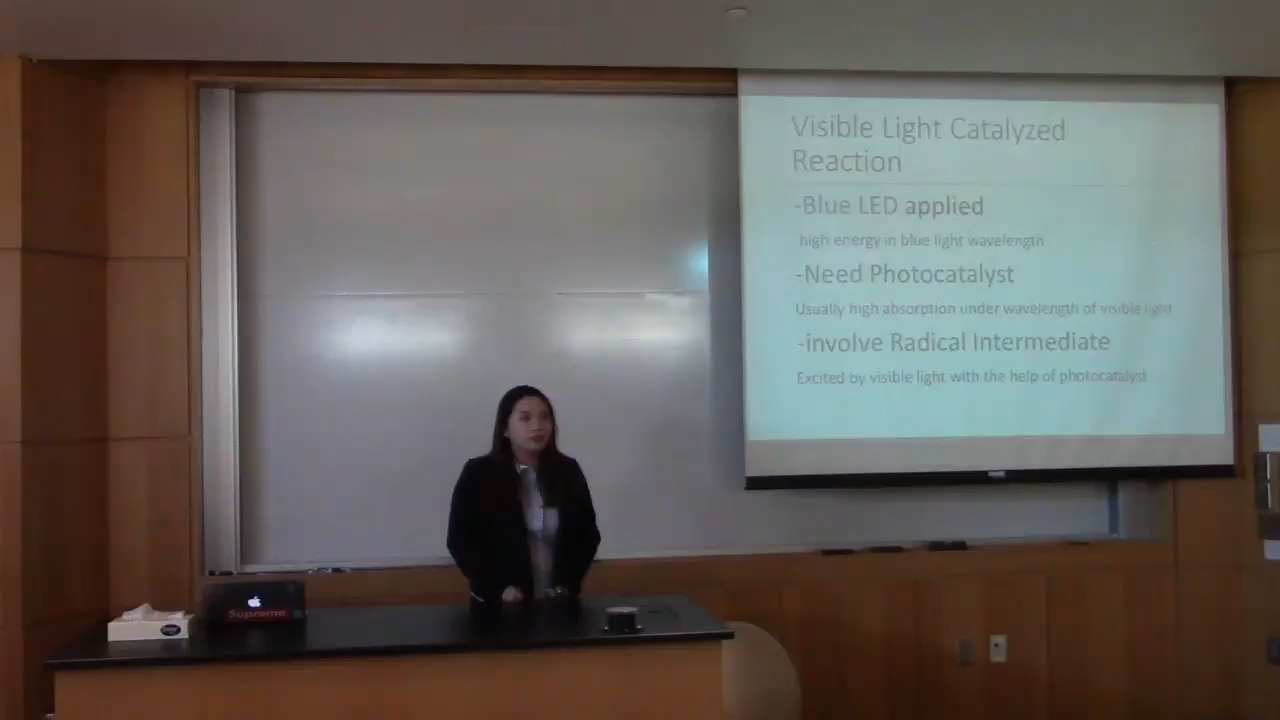 Visible Light Catalyzed
Reaction
-Blue LED applied
high energy in blue light wavelength
-Need Photocatalyst
Usually high absorption under wavelength of visible light
-involve Radical Intermediate
Excited by visible light with the help of photocatalyst
Supreme